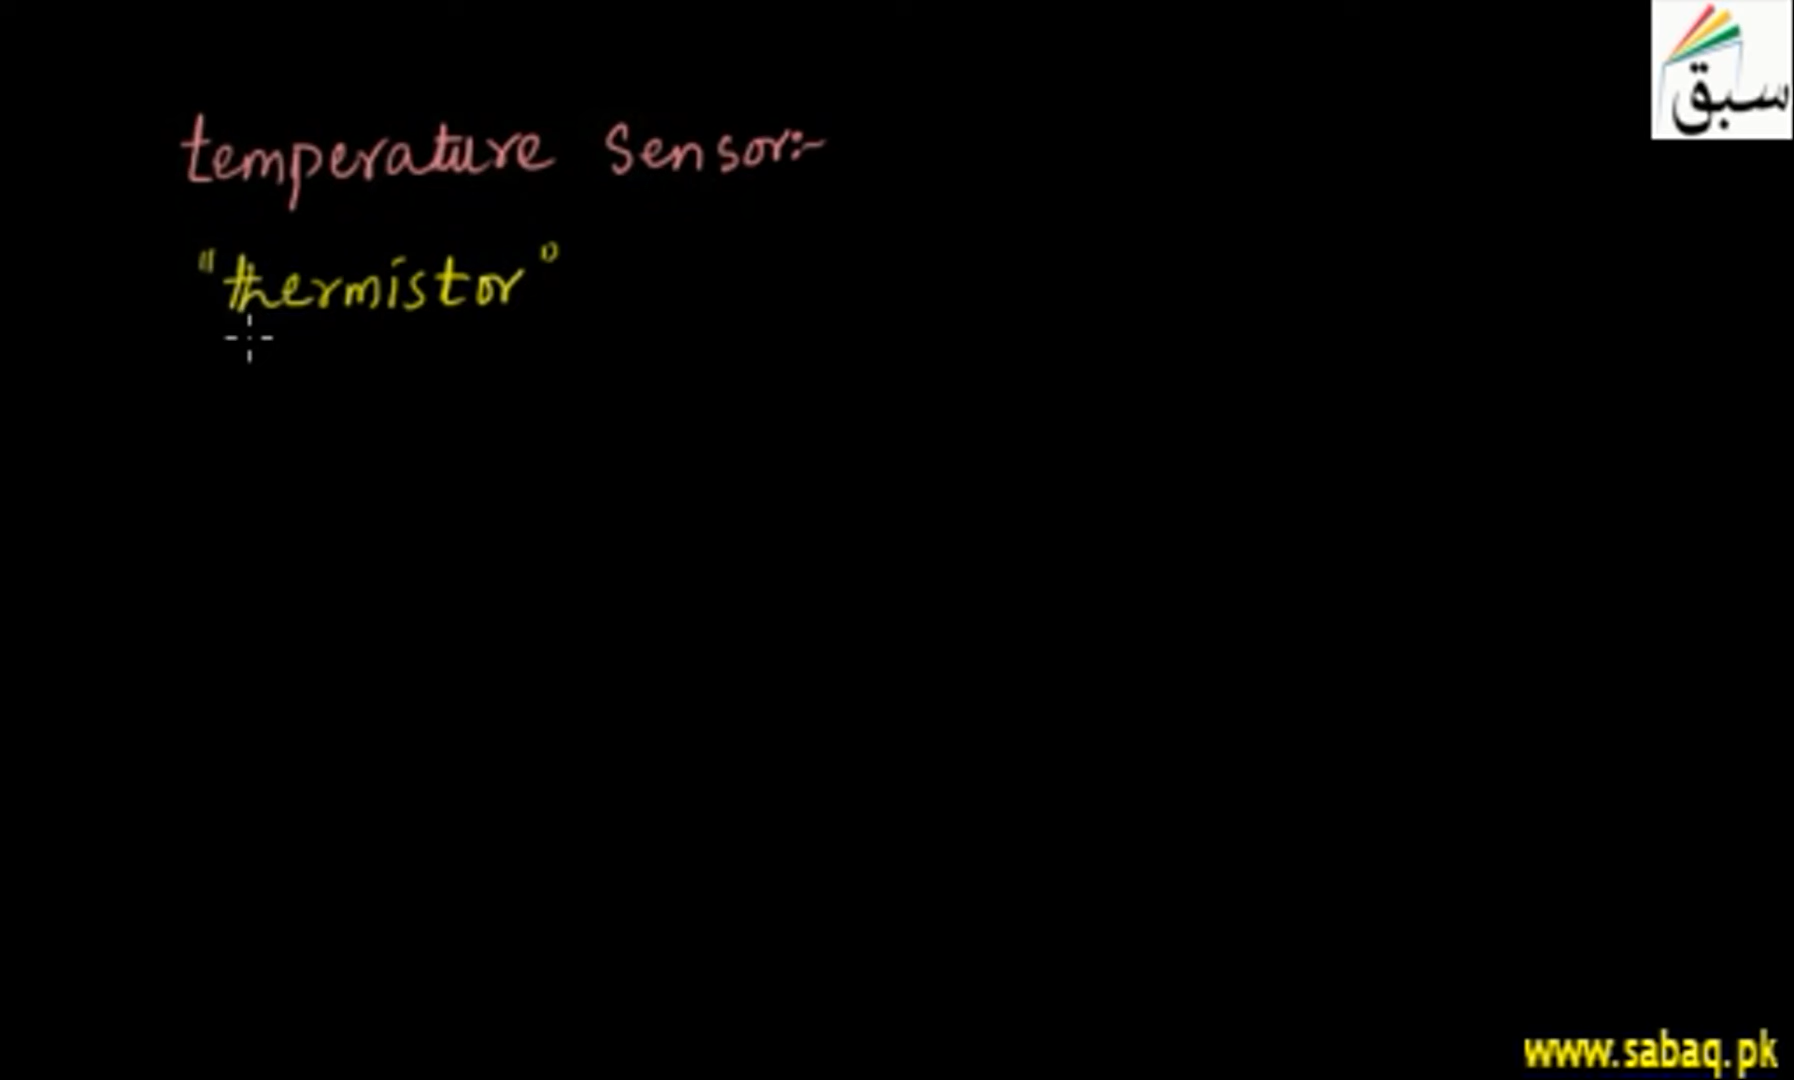 سبق
temperature sensor:-
"thermistor"
www.sabaq.pk